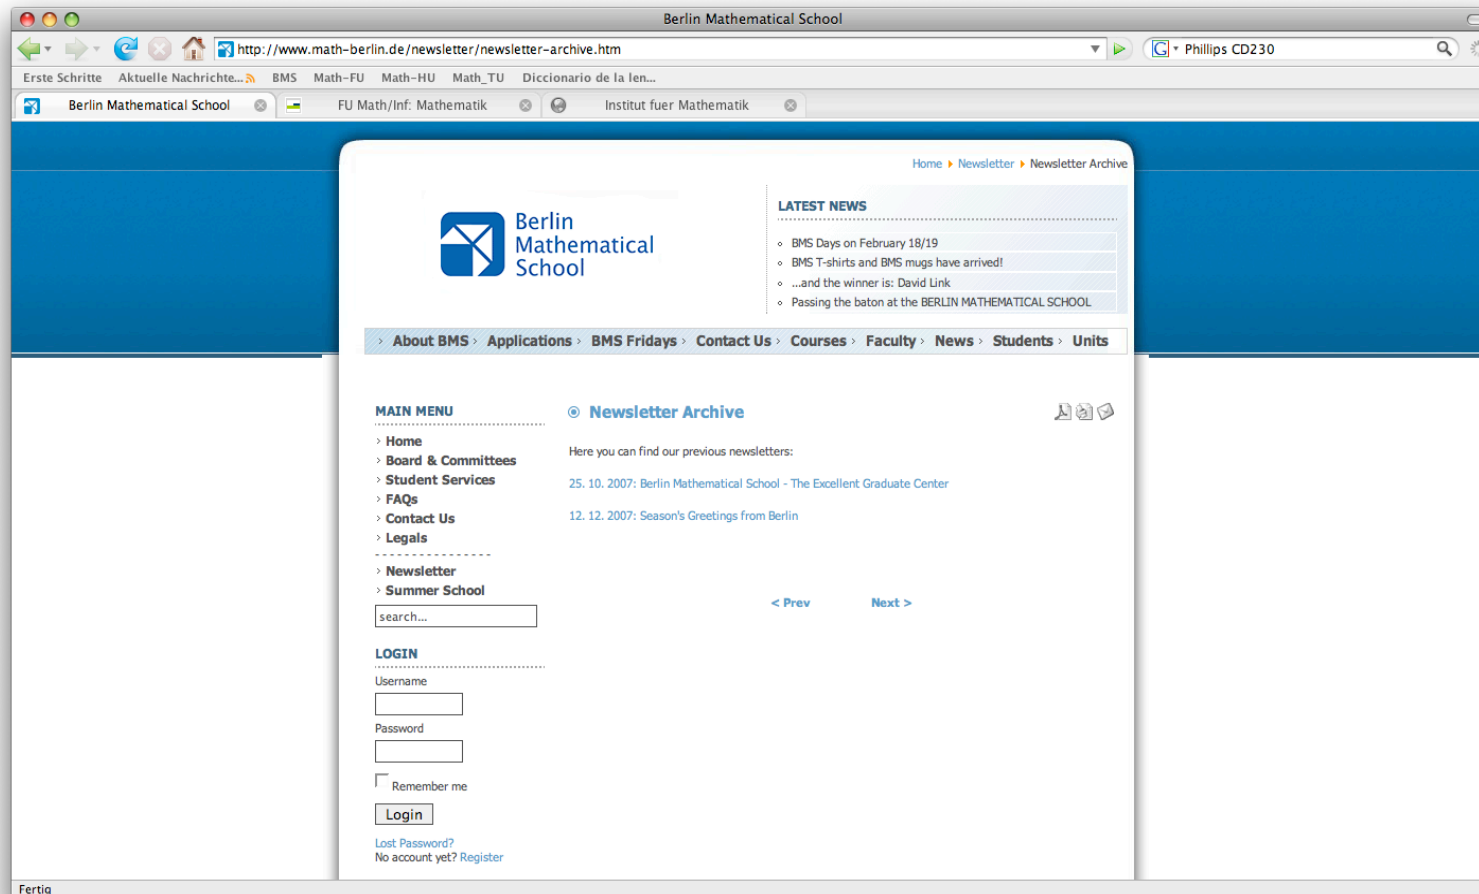 Berlin Mathematical School
http://www.math-berlin.de/newsletter/newsletter-archive.htm
Phillips CD230
Erste Schritte Aktuelle Nachrichte... BMS Math-FU Math-HU Math_TU Diccionario de la len...
Berlin Mathematical School FU Math/Inf: Mathematik Institut fuer Mathematik
Home Newsletter Newsletter Archive
Berlin
Mathematical
School
LATEST NEWS
BMS Days on February 18/19
BMS T-shirts and BMS mugs have arrived!
...and the winner is: David Link
Passing the baton at the BERLIN MATHEMATICAL SCHOOL
About BMS Applications BMS Fridays Contact Us Courses Faculty News Students Units
MAIN MENU
Home
Board & Committees
Student Services
FAQs
Contact Us
Legals
Newsletter
Summer School
search...
LOGIN
Username
Password
Remember me
Login
Lost Password?
No account yet? Register
Newsletter Archive
Here you can find our previous newsletters:
25. 10. 2007: Berlin Mathematical School - The Excellent Graduate Center
12. 12. 2007: Season's Greetings from Berlin
< Prev Next >
Fertig